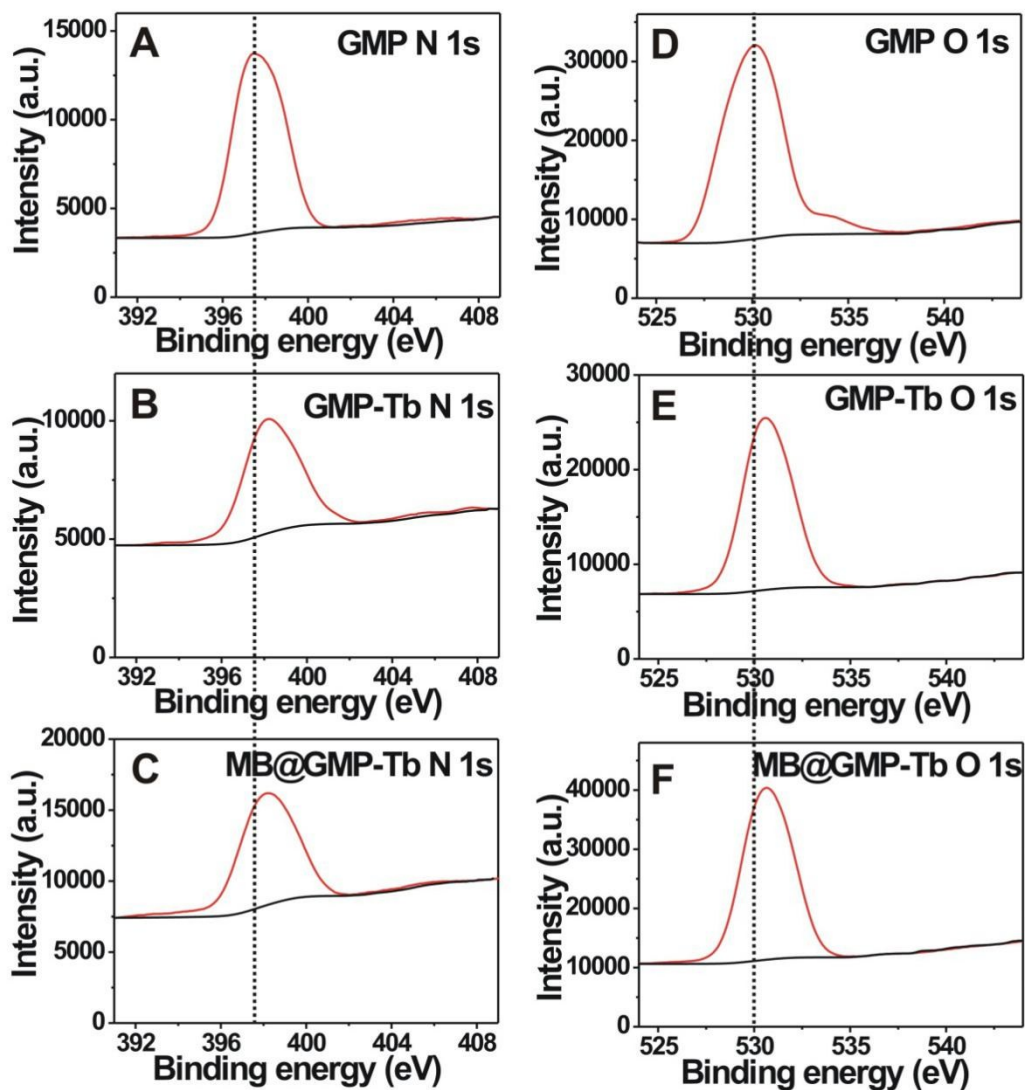 A
GMP N 1s
15000
10000
5000
0
392 396 400 404 408
Binding energy (eV)
Intensity (a.u.)
D
GMP O 1s
40000
30000
20000
10000
0
525 530 535 540
Binding energy (eV)
Intensity (a.u.)
B
GMP-Tb N 1s
10000
5000
0
392 396 400 404 408
Binding energy (eV)
Intensity (a.u.)
E
GMP-Tb O 1s
30000
20000
10000
0
525 530 535 540
Binding energy (eV)
Intensity (a.u.)
C
MB@GMP-Tb N 1s
20000
15000
10000
5000
0
392 396 400 404 408
Binding energy (eV)
Intensity (a.u.)
F
MB@GMP-Tb O 1s
40000
30000
20000
10000
0
525 530 535 540
Binding energy (eV)
Intensity (a.u.)